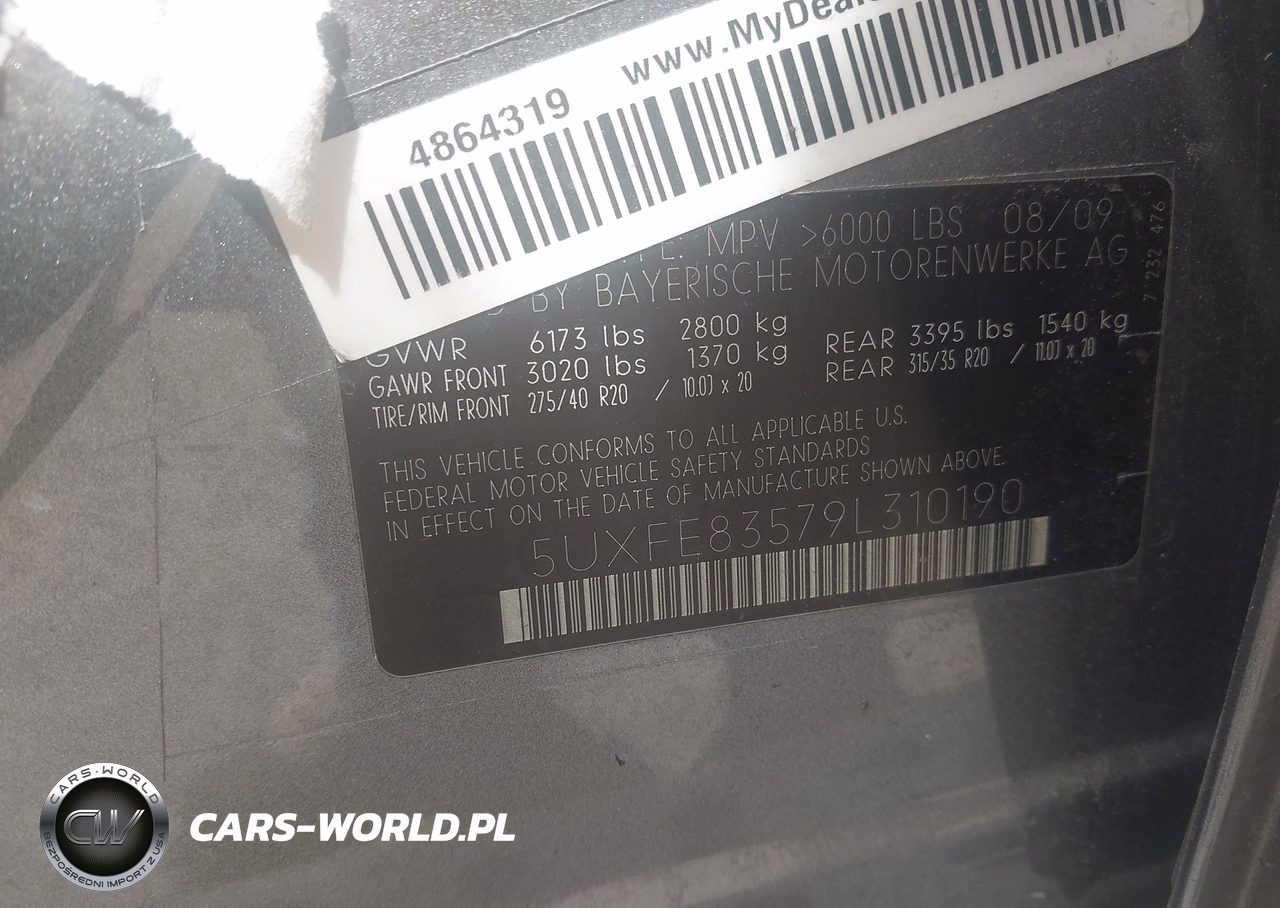 www.MyDeal
4864319
MPV >6000 LBS 08/09
BY BAYERISCHE MOTORENWERKE AG
7 232 476
GVWR 6173 lbs 2800 kg
GAWR FRONT 3020 lbs 1370 kg REAR 3395 lbs 1540 kg
TIRE/RIM FRONT 275/40 R20 / 10.0J x 20 REAR 315/35 R20 / 11.0J x 20
THIS VEHICLE CONFORMS TO ALL APPLICABLE U.S.
FEDERAL MOTOR VEHICLE SAFETY STANDARDS
IN EFFECT ON THE DATE OF MANUFACTURE SHOWN ABOVE.
5UXFE83579L310190
CARS-WORLD
CW
BEZPOŚREDNI IMPORT Z USA
CARS-WORLD.PL